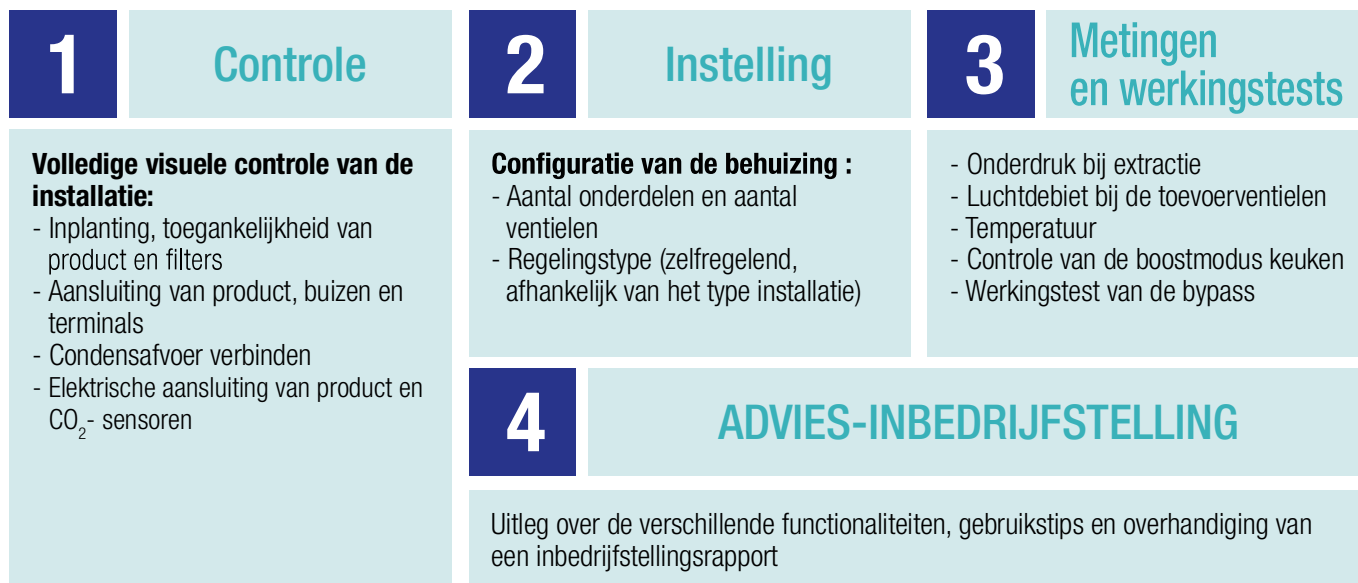 1
Controle
Volledige visuele controle van de
installatie:
- Inplanting, toegankelijkheid van
product en filters
- Aansluiting van product, buizen en
terminals
- Condensafvoer verbinden
- Elektrische aansluiting van product en
CO₂- sensoren
2
Instelling
Configuratie van de behuizing :
- Aantal onderdelen en aantal
ventielen
- Regelingstype (zelfregelend,
afhankelijk van het type installatie)
3
Metingen
en werkingstests
- Onderdruk bij extractie
- Luchtdebiet bij de toevoerventielen
- Temperatuur
- Controle van de boostmodus keuken
- Werkingstest van de bypass
4
ADVIES-INBEDRIJFSTELLING
Uitleg over de verschillende functionaliteiten, gebruikstips en overhandiging van
een inbedrijfstellingsrapport